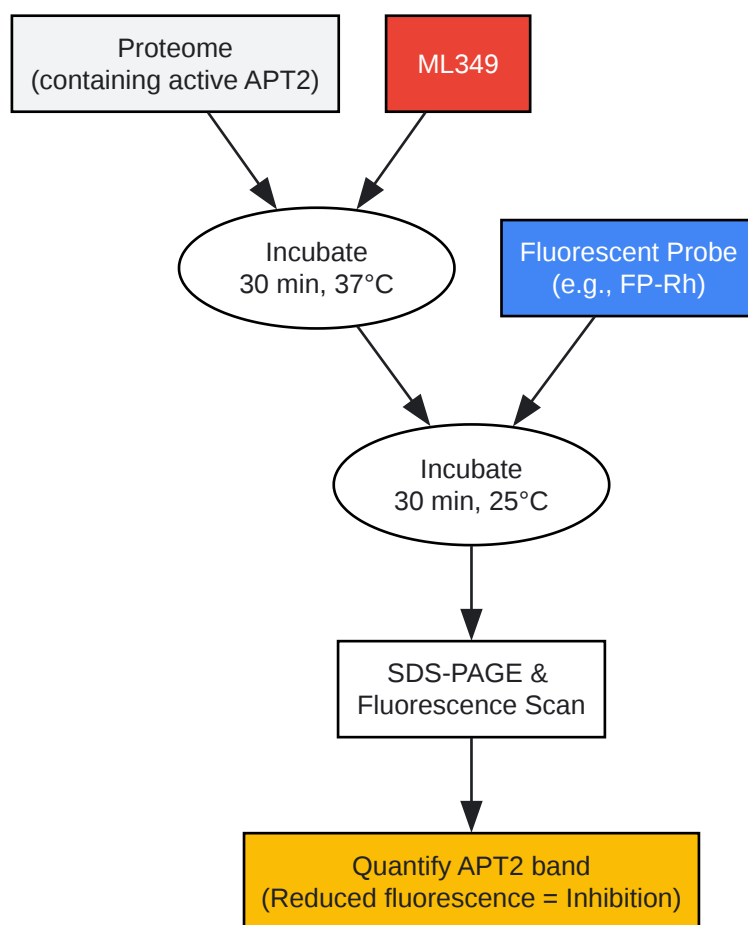 Proteome
(containing active APT2)
ML349
Incubate
30 min, 37°C
Fluorescent Probe
(e.g., FP-Rh)
Incubate
30 min, 25°C
SDS-PAGE &
Fluorescence Scan
Quantify APT2 band
(Reduced fluorescence = Inhibition)